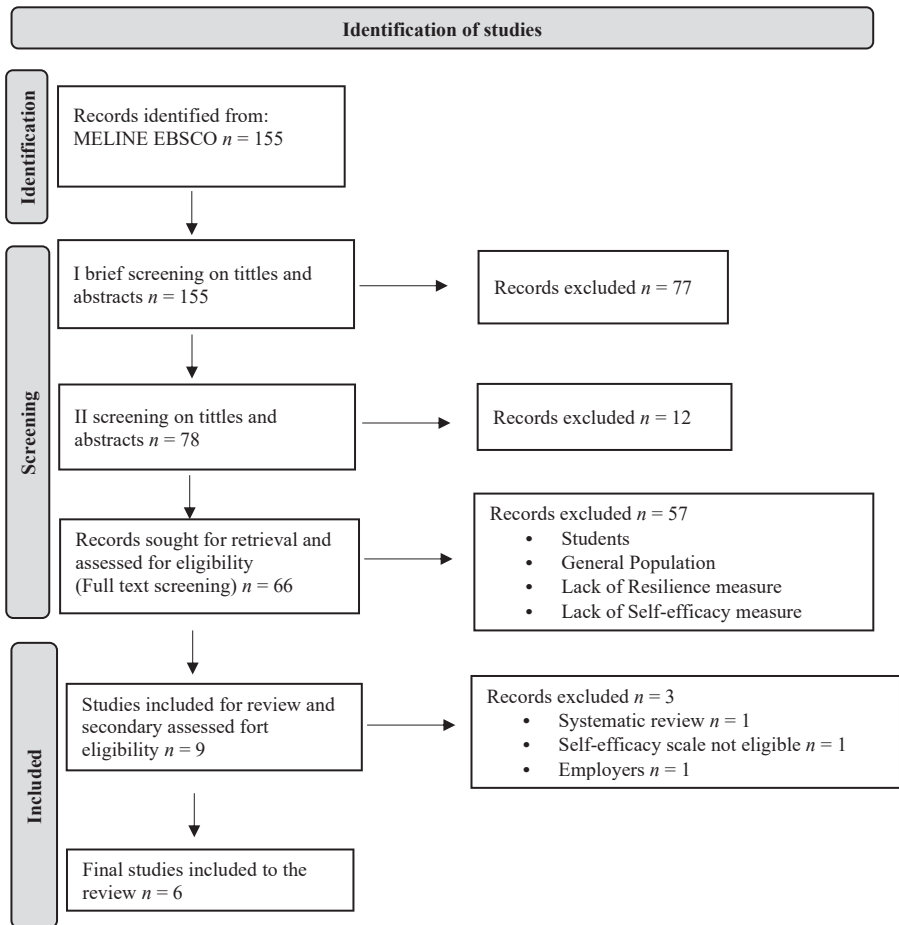 Identification of studies
Identification
Records identified from:
MELINE EBSCO n = 155
Screening
I brief screening on tittles and
abstracts n = 155
Records excluded n = 77
II screening on tittles and
abstracts n = 78
Records excluded n = 12
Records sought for retrieval and
assessed for eligibility
(Full text screening) n = 66
Records excluded n = 57
• Students
• General Population
• Lack of Resilience measure
• Lack of Self-efficacy measure
Included
Studies included for review and
secondary assessed fort
eligibility n = 9
Records excluded n = 3
• Systematic review n = 1
• Self-efficacy scale not eligible n = 1
• Employers n = 1
Final studies included to the
review n = 6